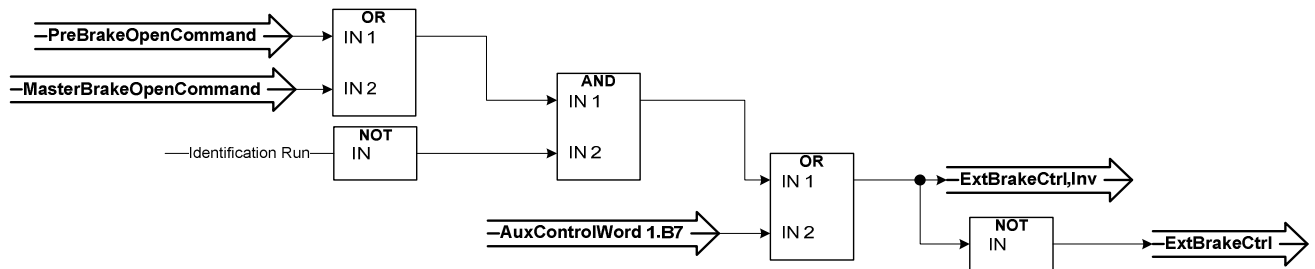 OR
PreBrakeOpenCommand
IN 1
MasterBrakeOpenCommand
IN 2
AND
IN 1
NOT
Identification Run
IN
IN 2
OR
IN 1
ExtBrakeCtrl,Inv
AuxControlWord 1.B7
IN 2
NOT
IN
ExtBrakeCtrl